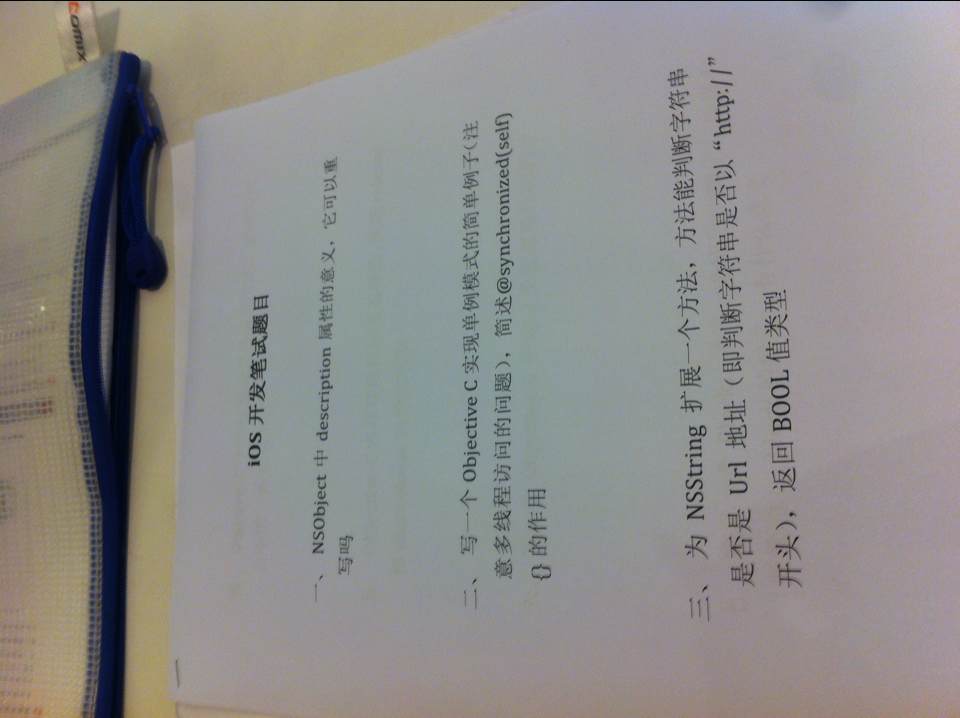 iOS 开发笔试题目
一、 NSObject 中 description 属性的意义，它可以重
写吗
二、 写一个 Objective C 实现单例模式的简单例子（注
意多线程访问的问题），简述@synchronized(self)
{} 的作用
三、 为 NSString 扩展一个方法，方法能判断字符串
是否是 Url 地址（即判断字符串是否以“http://”
开头），返回 BOOL 值类型